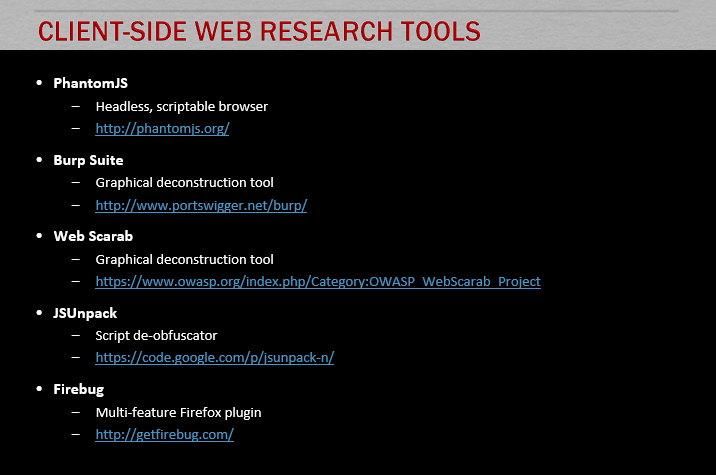 CLIENT-SIDE WEB RESEARCH TOOLS
• PhantomJS
– Headless, scriptable browser
– http://phantomjs.org/
• Burp Suite
– Graphical deconstruction tool
– http://www.portswigger.net/burp/
• Web Scarab
– Graphical deconstruction tool
– https://www.owasp.org/index.php/Category:OWASP_WebScarab_Project
• JSUnpack
– Script de-obfuscator
– https://code.google.com/p/jsunpack-n/
• Firebug
– Multi-feature Firefox plugin
– http://getfirebug.com/